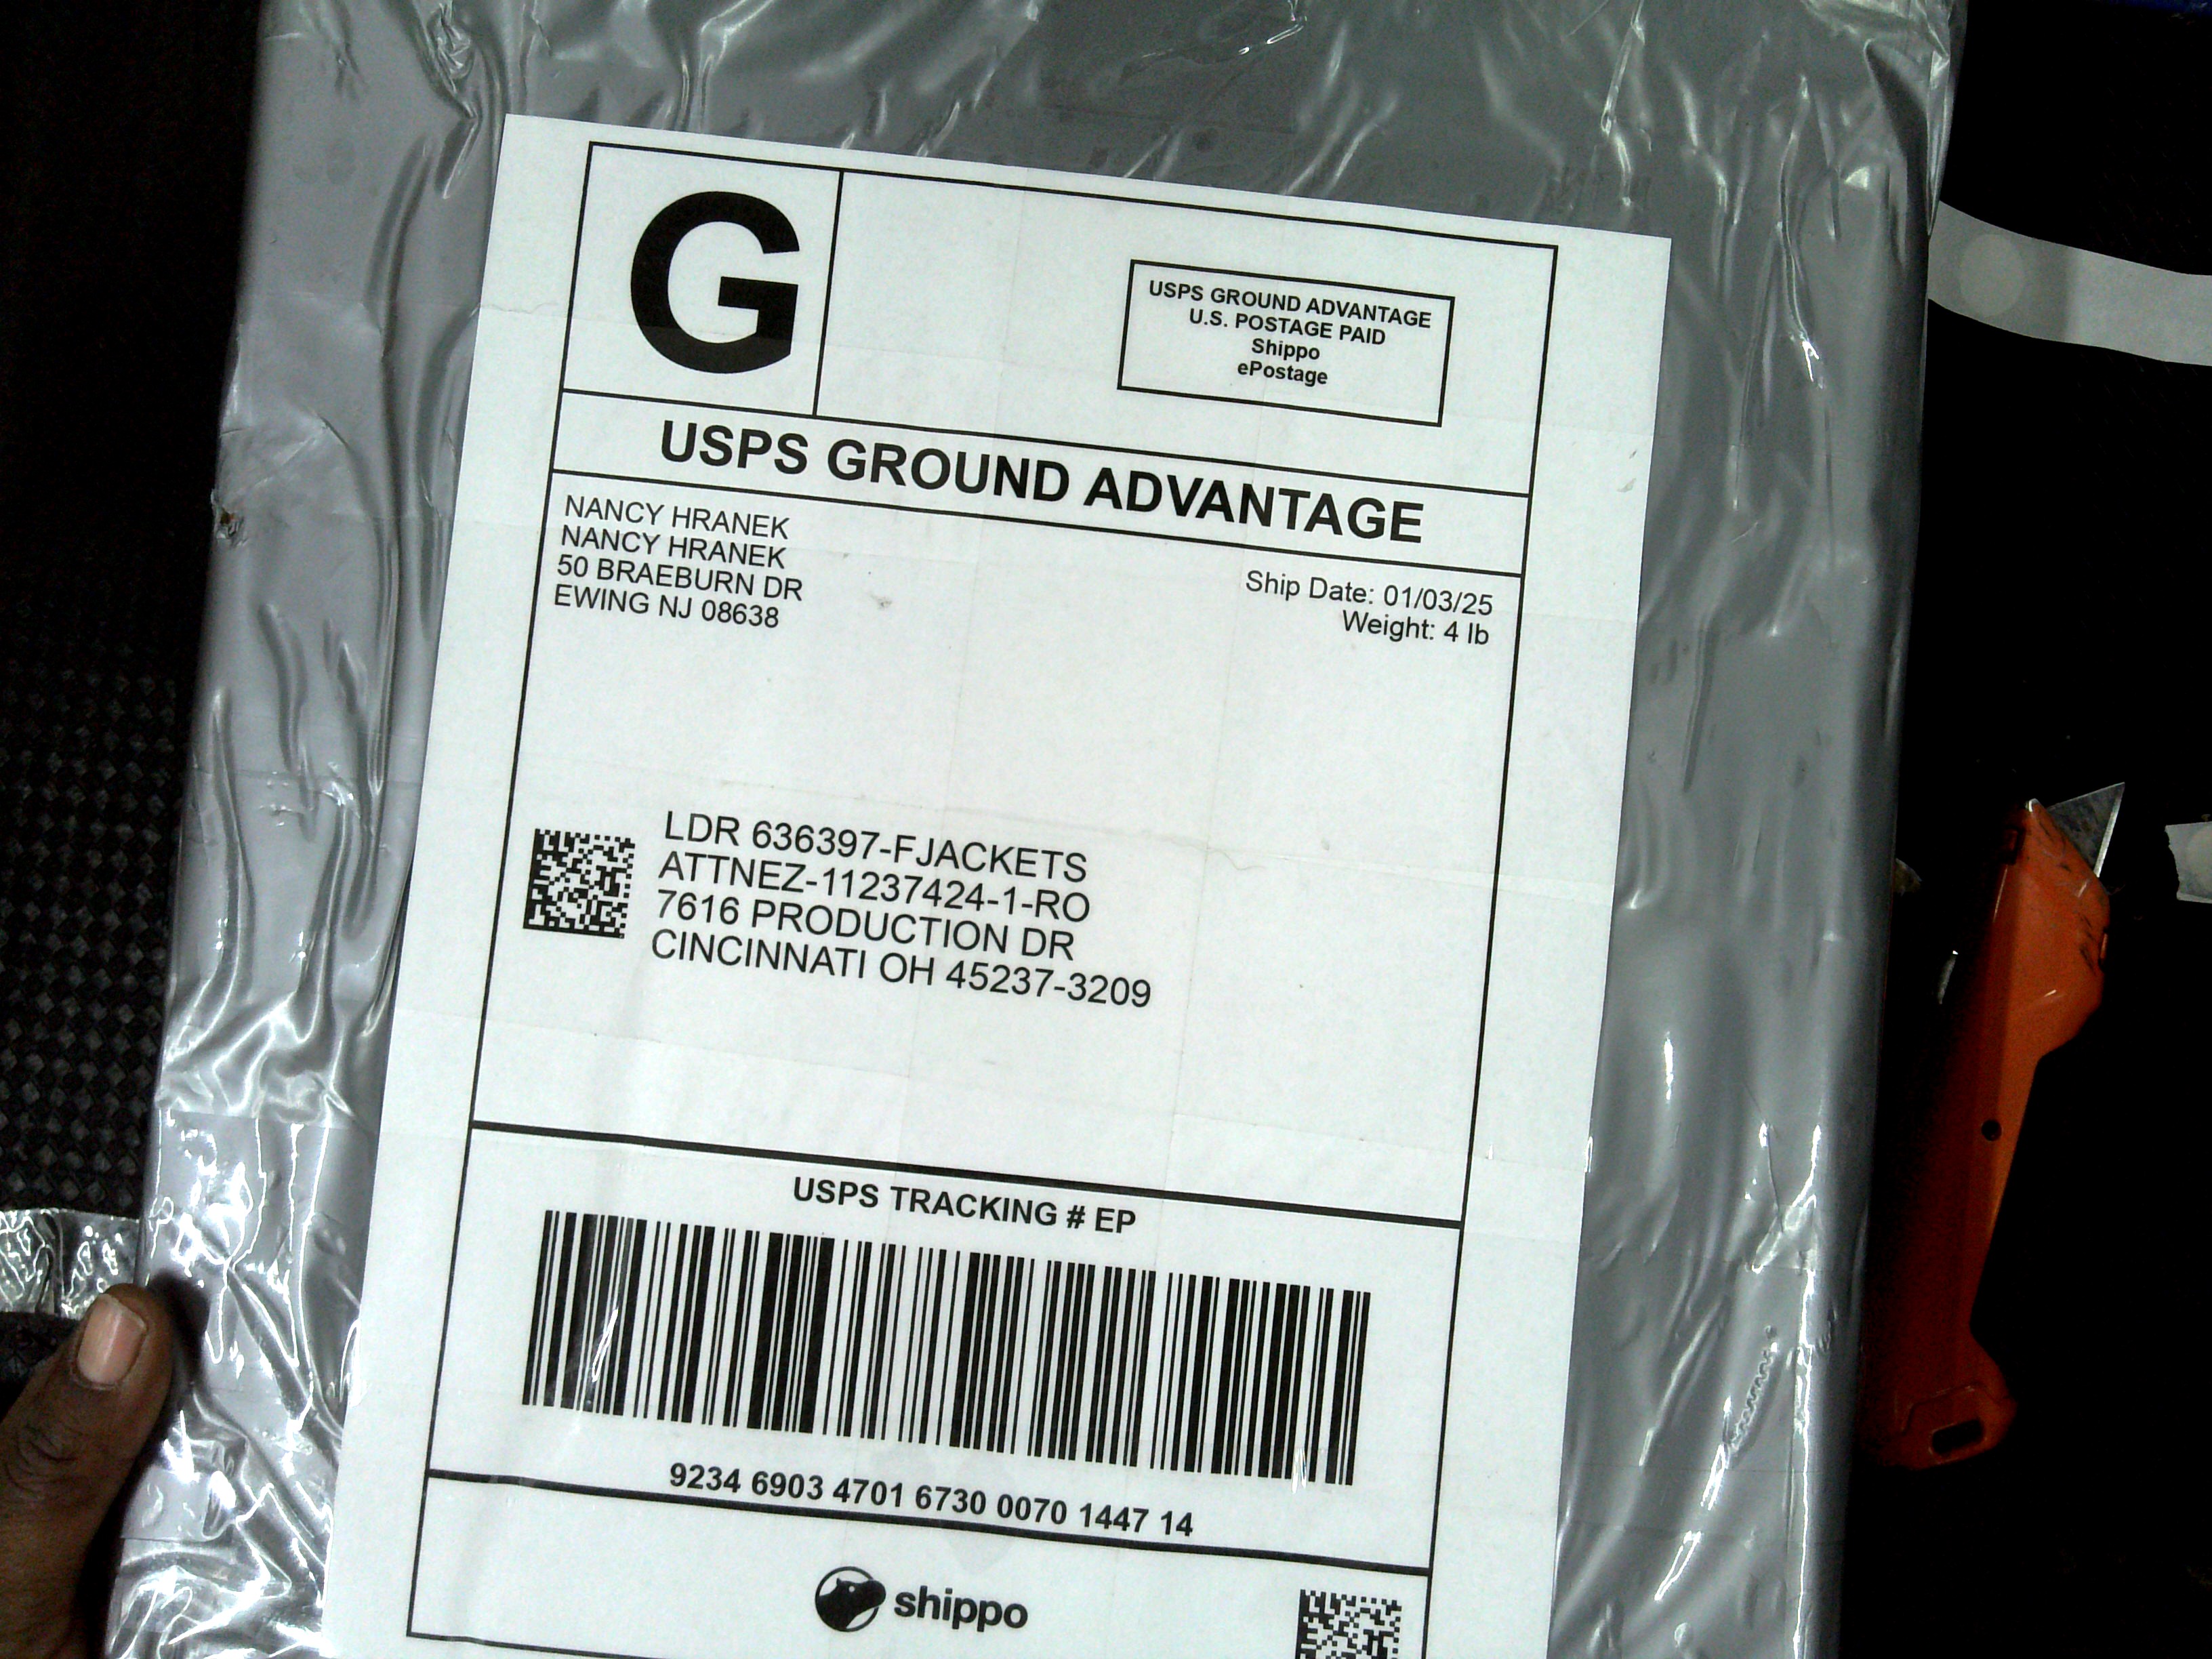 G
USPS GROUND ADVANTAGE
U.S. POSTAGE PAID
Shippo
ePostage
USPS GROUND ADVANTAGE
NANCY HRANEK
NANCY HRANEK
50 BRAEBURN DR
EWING NJ 08638
Ship Date: 01/03/25
Weight: 4 lb
LDR 636397-FJACKETS
ATTNEZ-11237424-1-RO
7616 PRODUCTION DR
CINCINNATI OH 45237-3209
USPS TRACKING # EP
9234 6903 4701 6730 0070 1447 14
shippo